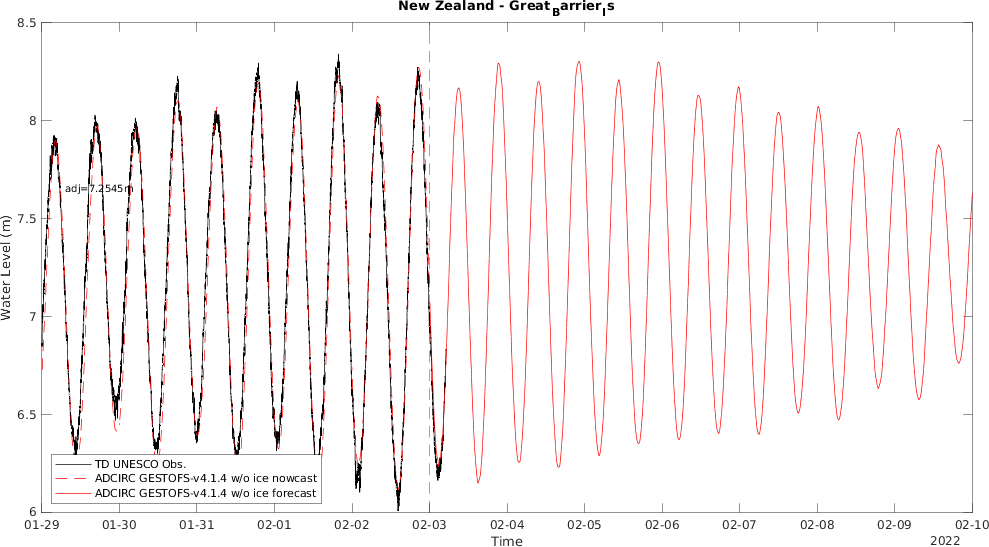 New Zealand - Great_Barrier_Is
8.5
8
7.5
7
6.5
6
Water Level (m)
adj=7.2545m
TD UNESCO Obs.
ADCIRC GESTOFS-v4.1.4 w/o ice nowcast
ADCIRC GESTOFS-v4.1.4 w/o ice forecast
01-29 01-30 01-31 02-01 02-02 02-03 02-04 02-05 02-06 02-07 02-08 02-09 02-10
Time
2022